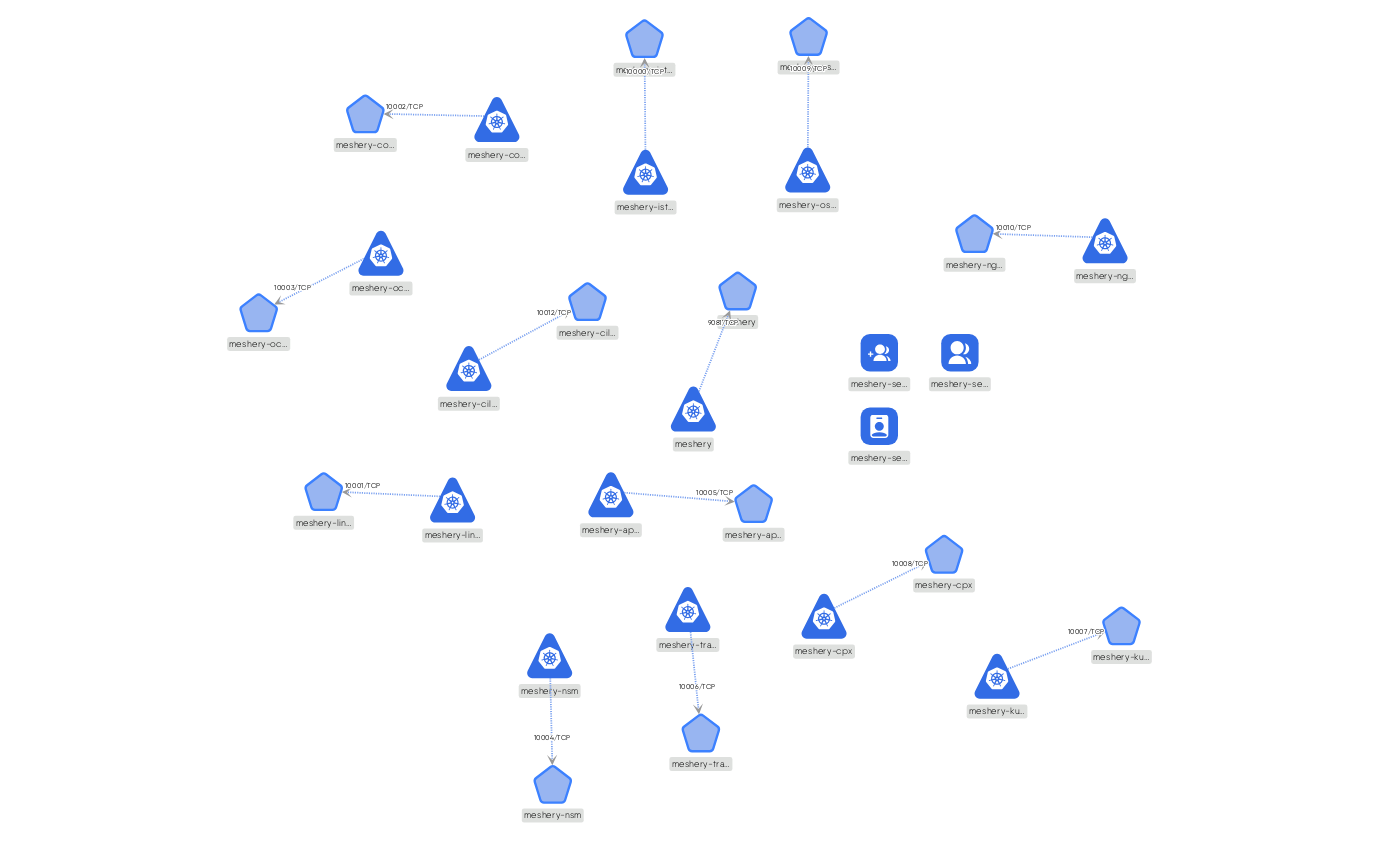 10000/TCP
10009/TCP
10002/TCP
meshery-co...
meshery-co...
meshery-ist...
meshery-os...
10010/TCP
meshery-ng...
meshery-ng...
10003/TCP
meshery-oc...
meshery-oc...
10012/TCP
meshery-cil...
meshery-cil...
9081/TCP
meshery
meshery-se...
meshery-se...
meshery-se...
10001/TCP
meshery-lin...
meshery-lin...
10005/TCP
meshery-ap...
meshery-ap...
10008/TCP
meshery-cpx
meshery-cpx
10007/TCP
meshery-ku...
meshery-ku...
meshery-tra...
10006/TCP
meshery-tra...
meshery-nsm
10004/TCP
meshery-nsm